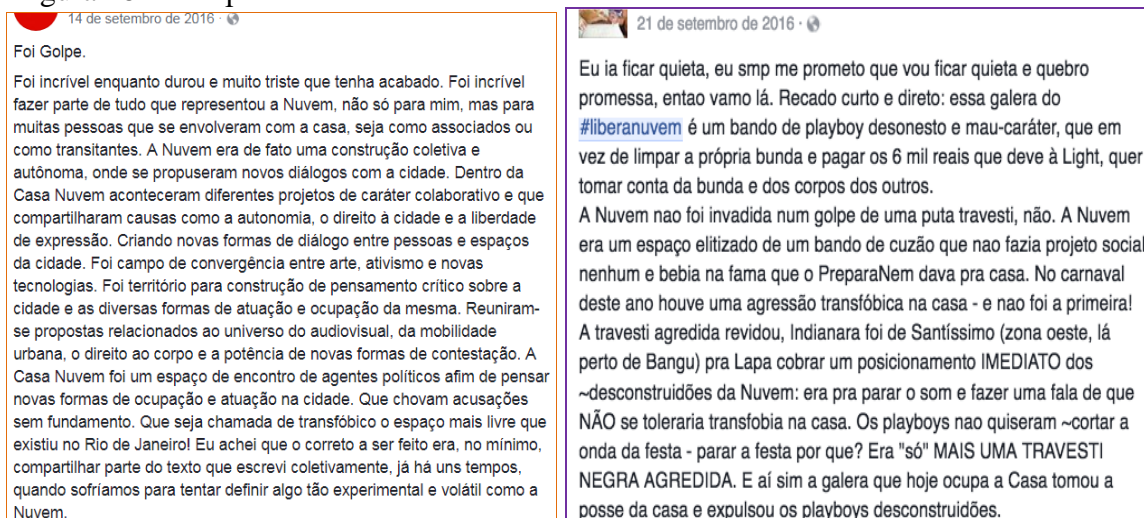 14 de setembro de 2016 ·
Foi Golpe.
Foi incrível enquanto durou e muito triste que tenha acabado. Foi incrível
fazer parte de tudo que representou a Nuvem, não só para mim, mas para
muitas pessoas que se envolveram com a casa, seja como associados ou
como transitantes. A Nuvem era de fato uma construção coletiva e
autônoma, onde se propuseram novos diálogos com a cidade. Dentro da
Casa Nuvem aconteceram diferentes projetos de caráter colaborativo e que
compartilharam causas como a autonomia, o direito à cidade e a liberdade
de expressão. Criando novas formas de diálogo entre pessoas e espaços
da cidade. Foi campo de convergência entre arte, ativismo e novas
tecnologias. Foi território para construção de pensamento crítico sobre a
cidade e as diversas formas de atuação e ocupação da mesma. Reuniram-
se propostas relacionados ao universo do audiovisual, da mobilidade
urbana, o direito ao corpo e a potência de novas formas de contestação. A
Casa Nuvem foi um espaço de encontro de agentes políticos afim de pensar
novas formas de ocupação e atuação na cidade. Que chovam acusações
sem fundamento. Que seja chamada de transfóbico o espaço mais livre que
existiu no Rio de Janeiro! Eu achei que o correto a ser feito era, no mínimo,
compartilhar parte do texto que escrevi coletivamente, já há uns tempos,
quando sofríamos para tentar definir algo tão experimental e volátil como a
Nuvem.
21 de setembro de 2016 ·
Eu ia ficar quieta, eu smp me prometo que vou ficar quieta e quebro
promessa, entao vamo lá. Recado curto e direto: essa galera do
#liberanuvem é um bando de playboy desonesto e mau-caráter, que em
vez de limpar a própria bunda e pagar os 6 mil reais que deve à Light, quer
tomar conta da bunda e dos corpos dos outros.
A Nuvem nao foi invadida num golpe de uma puta travesti, não. A Nuvem
era um espaço elitizado de um bando de cuzão que nao fazia projeto social
nenhum e bebia na fama que o PreparaNem dava pra casa. No carnaval
deste ano houve uma agressão transfóbica na casa - e nao foi a primeira!
A travesti agredida revidou, Indianara foi de Santíssimo (zona oeste, lá
perto de Bangu) pra Lapa cobrar um posicionamento IMEDIATO dos
~desconstruidões da Nuvem: era pra parar o som e fazer uma fala de que
NÃO se toleraria transfobia na casa. Os playboys nao quiseram ~cortar a
onda da festa - parar a festa por que? Era "só" MAIS UMA TRAVESTI
NEGRA AGREDIDA. E aí sim a galera que hoje ocupa a Casa tomou a
posse da casa e expulsou os playboys desconstruidões.